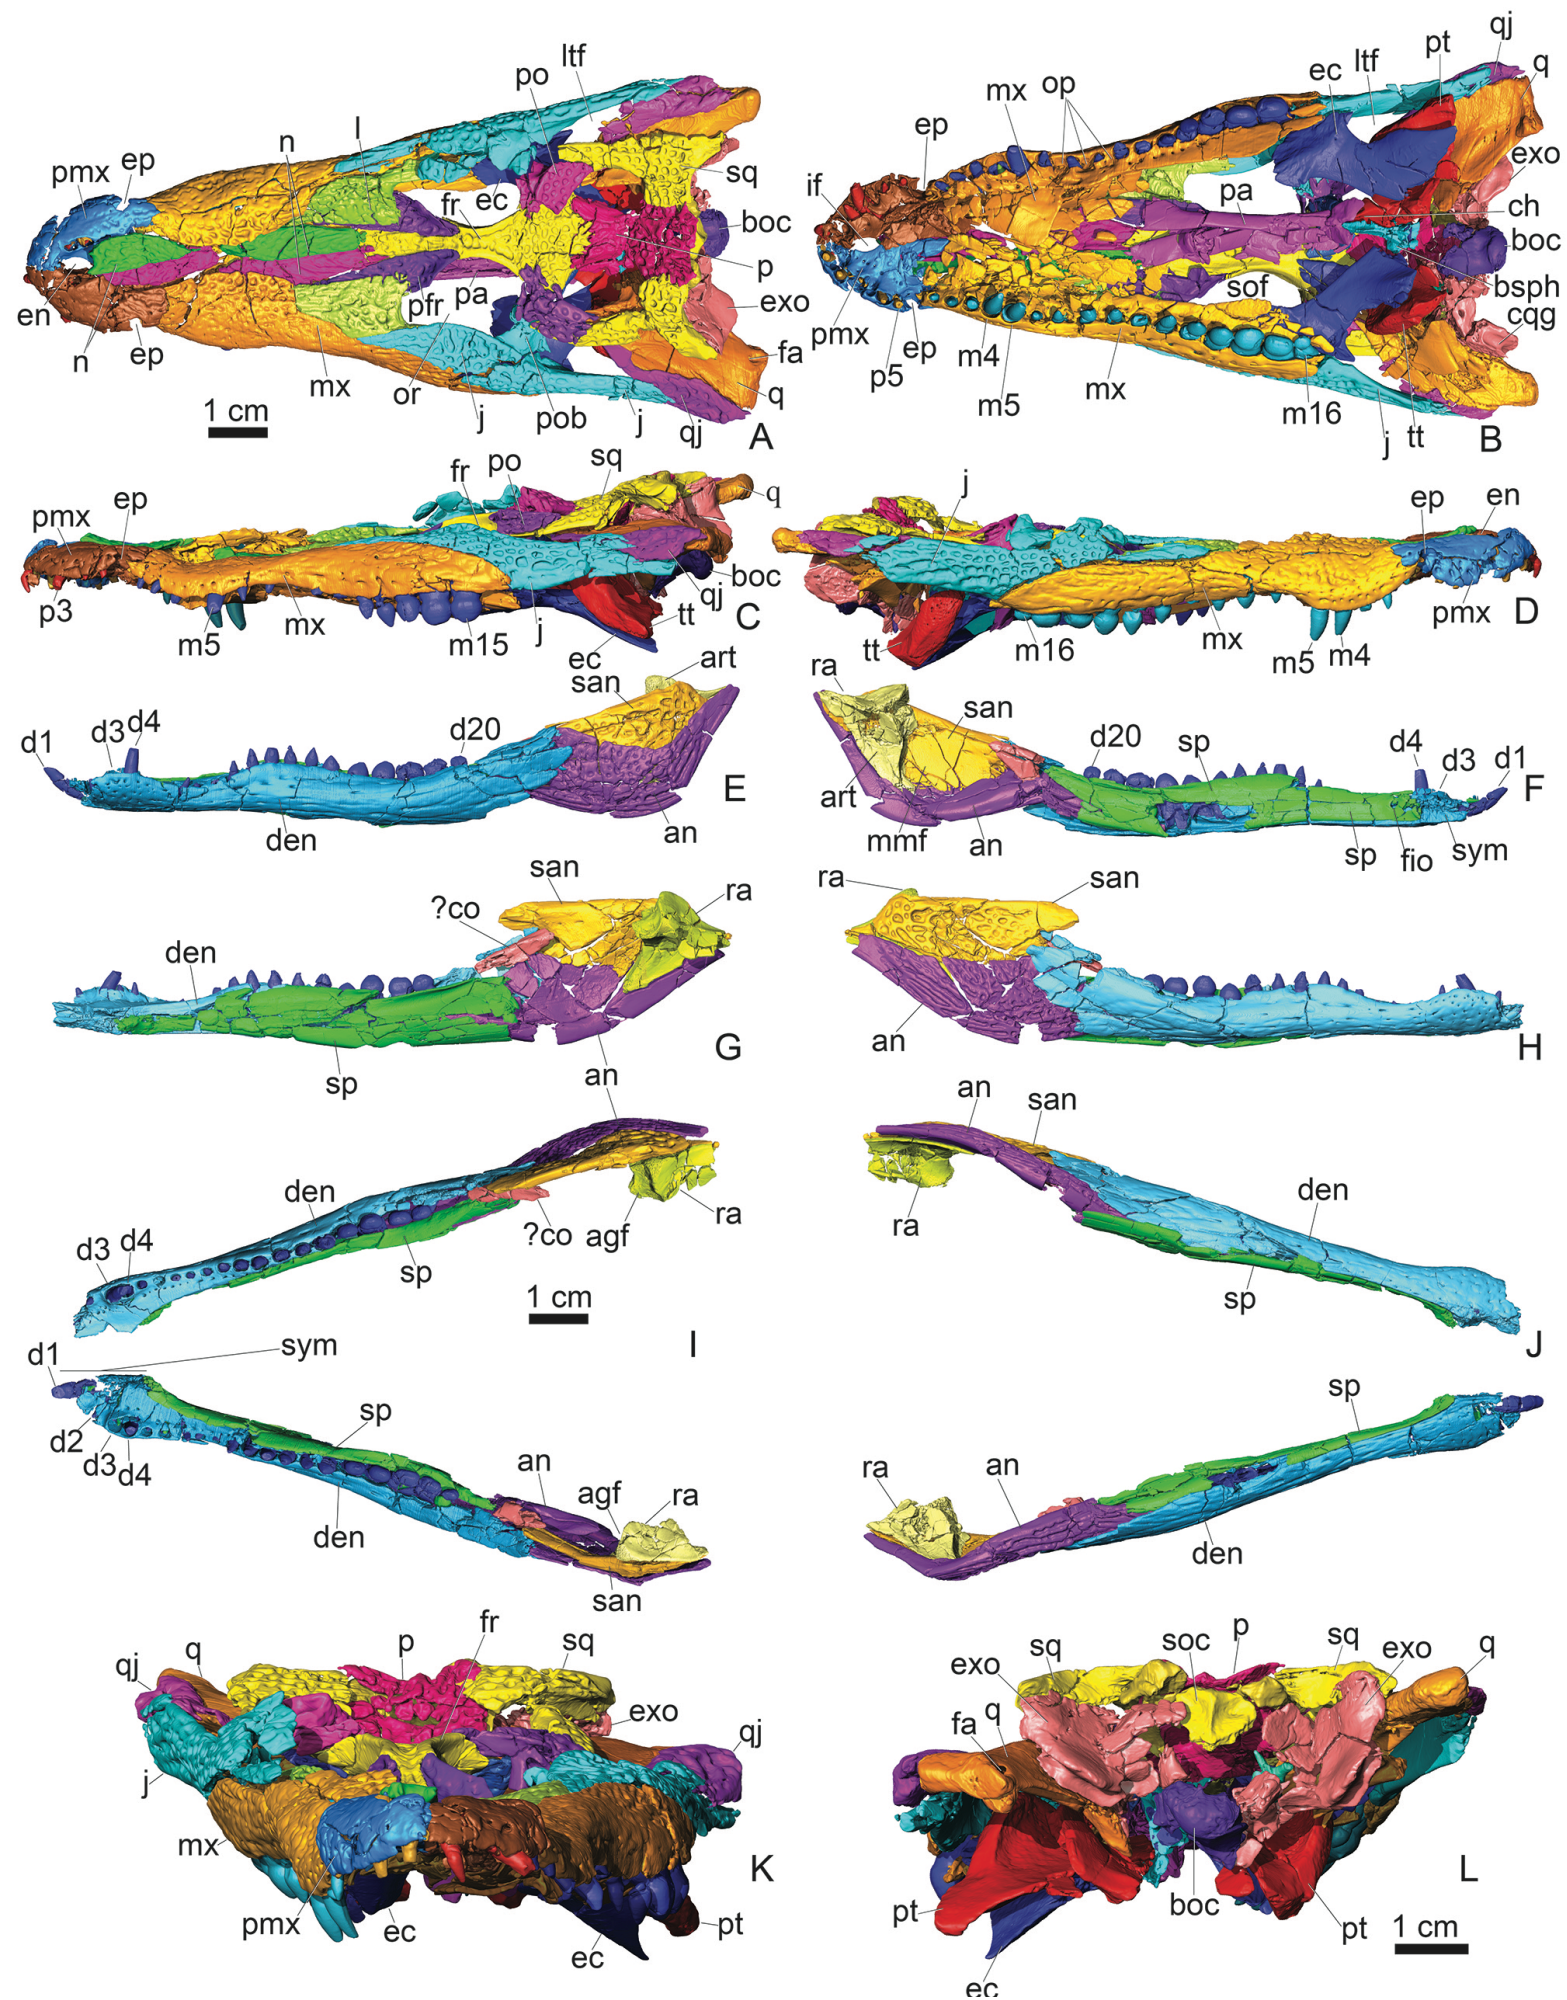 pmx
ep
n
l
po
ltf
fr
ec
sq
boc
p
exo
fa
q
en
n
ep
mx
or
pfr
pa
j
pob
j
qj
1 cm
A
if
ep
mx
op
ec
ltf
pt
qj
q
exo
pa
ch
boc
bsph
cqg
sof
pmx
p5
ep
m4
m5
mx
m16
j
tt
B
pmx
ep
fr
po
sq
q
boc
p3
m5
mx
m15
j
ec
qj
tt
C
j
ep
en
tt
m16
mx
m5
m4
pmx
D
d1
d3
d4
d20
san
art
den
an
E
ra
san
d20
sp
d4
d3
d1
art
mmf
an
sp
fio
sym
F
den
?co
san
ra
sp
an
G
ra
san
an
H
den
d3
d4
an
?co
agf
ra
sp
1 cm
I
an
san
den
ra
sp
J
d1
sym
d2
d3
d4
sp
den
an
agf
ra
san
ra
an
sp
den
qj
q
p
fr
sq
exo
qj
j
mx
pmx
ec
ec
pt
K
exo
sq
soc
p
sq
exo
q
fa
q
pt
ec
boc
pt
1 cm
L